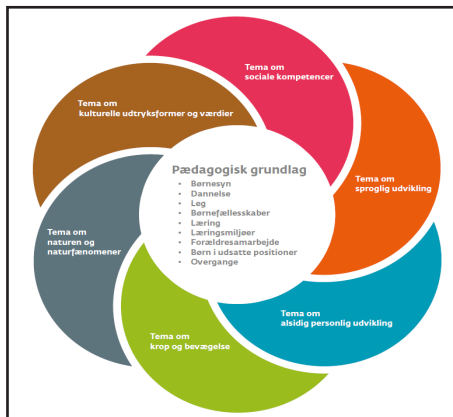 Tema om
sociale kompetencer
Tema om
kulturelle udtryksformer og værdier
Pædagogisk grundlag
• Børnesyn
• Dannelse
• Leg
• Børnefællesskaber
• Læring
• Læringsmiljøer
• Forældresamarbejde
• Børn i udsatte positioner
• Overgange
Tema om
sproglig udvikling
Tema om
naturen og
naturfænomener
Tema om
alsidig personlig udvikling
Tema om
krop og bevægelse